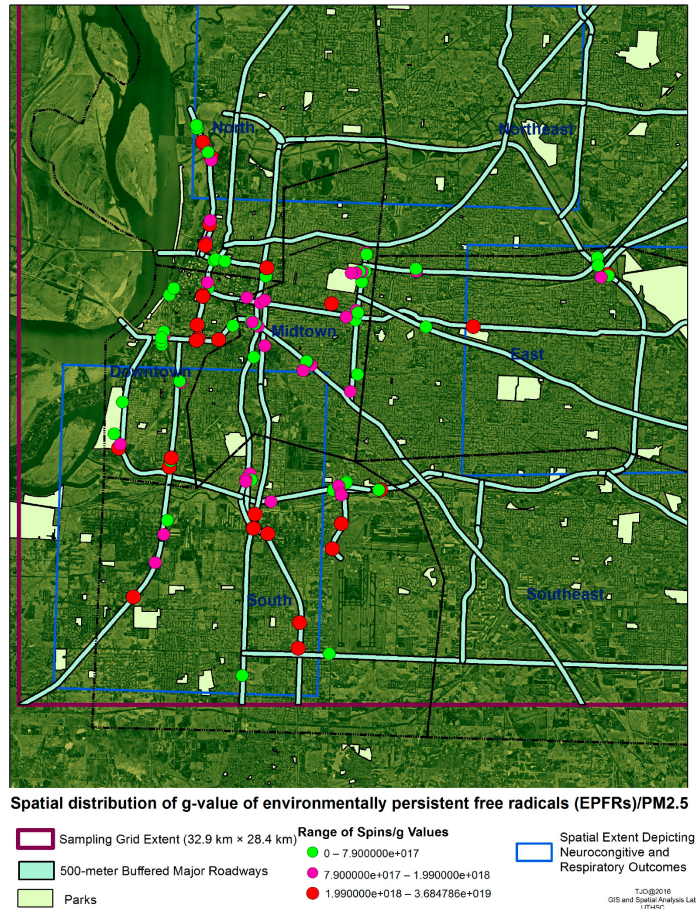 North
Northeast
Midtown
East
Downtown
South
Southeast
Spatial distribution of g-value of environmentally persistent free radicals (EPFRs)/PM2.5
Sampling Grid Extent (32.9 km × 28.4 km)
500-meter Buffered Major Roadways
Parks
Range of Spins/g Values
0 – 7.900000e+017
7.900000e+017 – 1.990000e+018
1.990000e+018 – 3.684786e+019
Spatial Extent Depicting
Neurocongitive and
Respiratory Outcomes
TJO@2016
GIS and Spatial Analysis Lab
UTHSC